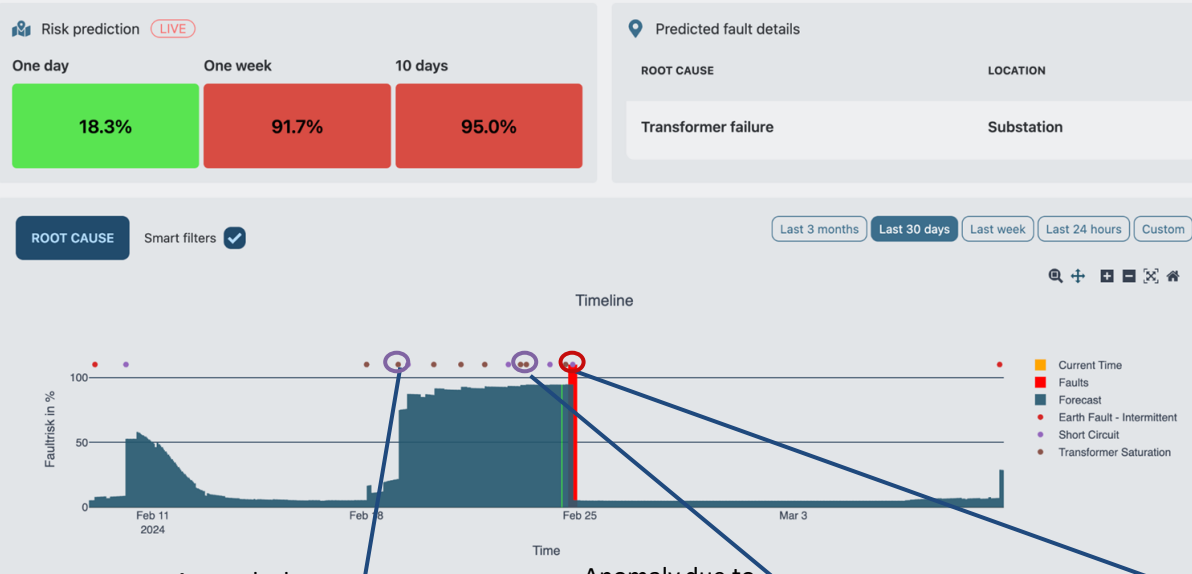 Risk prediction LIVE
One day One week 10 days
18.3% 91.7% 95.0%
Predicted fault details
ROOT CAUSE LOCATION
Transformer failure Substation
ROOT CAUSE Smart filters
Last 3 months Last 30 days Last week Last 24 hours Custom
Timeline
100
50
0
Faultrisk in %
Feb 11 Feb 18 Feb 25 Mar 3
2024
Time
Current Time
Faults
Forecast
Earth Fault - Intermittent
Short Circuit
Transformer Saturation
Anomaly due to